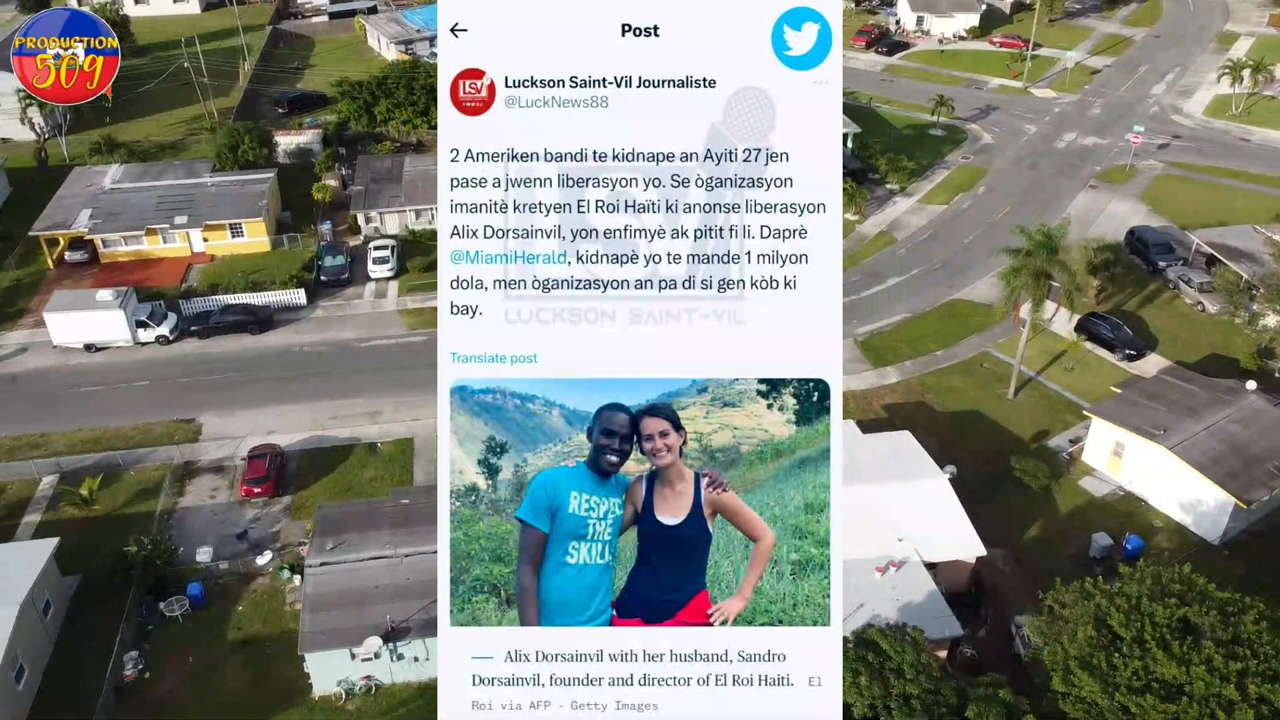 PRODUCTION
509
Post
LSV
Luckson Saint-Vil Journaliste
@LuckNews88
2 Ameriken bandi te kidnape an Ayiti 27 jen
pase a jwenn liberasyon yo. Se òganizasyon
imanitè kretyen El Roi Haïti ki anonse liberasyon
Alix Dorsainvil, yon enfimyè ak pitit fi li. Daprè
@MiamiHerald, kidnapè yo te mande 1 milyon
dola, men òganizasyon an pa di si gen kòb ki
bay.
LSV
LUCKSON SAINT-VIL
Translate post
RESPEC
THE
SKILL
Alix Dorsainvil with her husband, Sandro
Dorsainvil, founder and director of El Roi Haiti. El
Roi via AFP - Getty Images